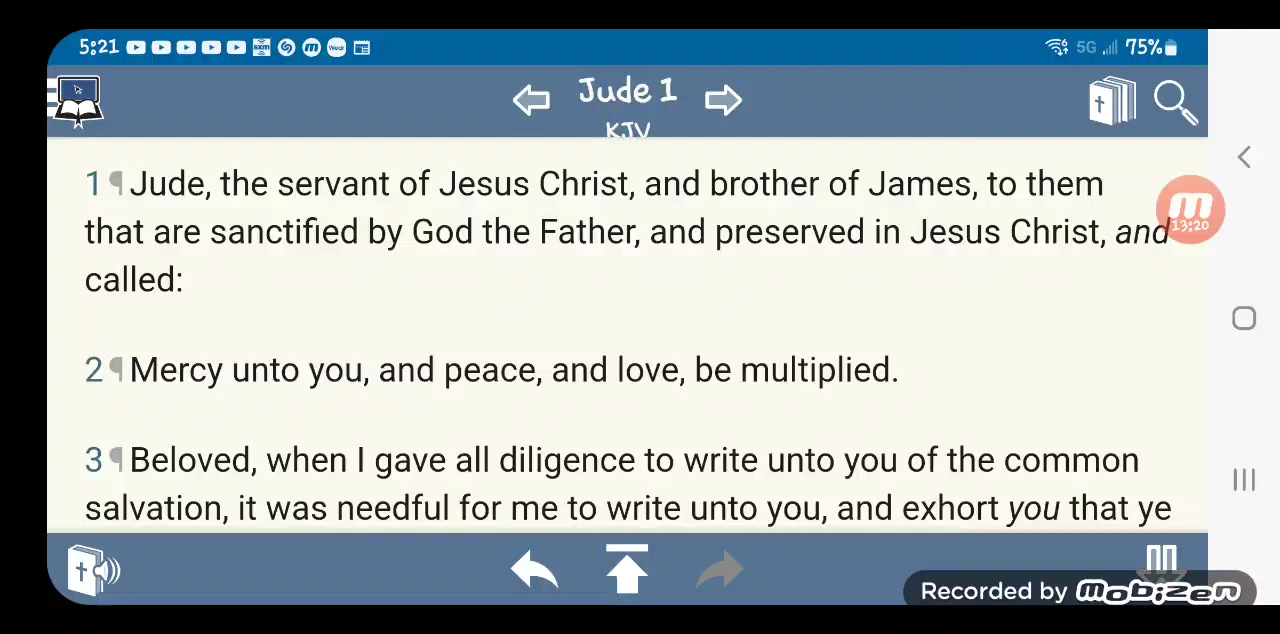 5:21 sxm m Wear 5G 75%
Jude 1
KJV
1 ¶ Jude, the servant of Jesus Christ, and brother of James, to them
that are sanctified by God the Father, and preserved in Jesus Christ, and
called:
m
13:20
2 ¶ Mercy unto you, and peace, and love, be multiplied.
3 ¶ Beloved, when I gave all diligence to write unto you of the common
salvation, it was needful for me to write unto you, and exhort you that ye
Recorded by mobizen